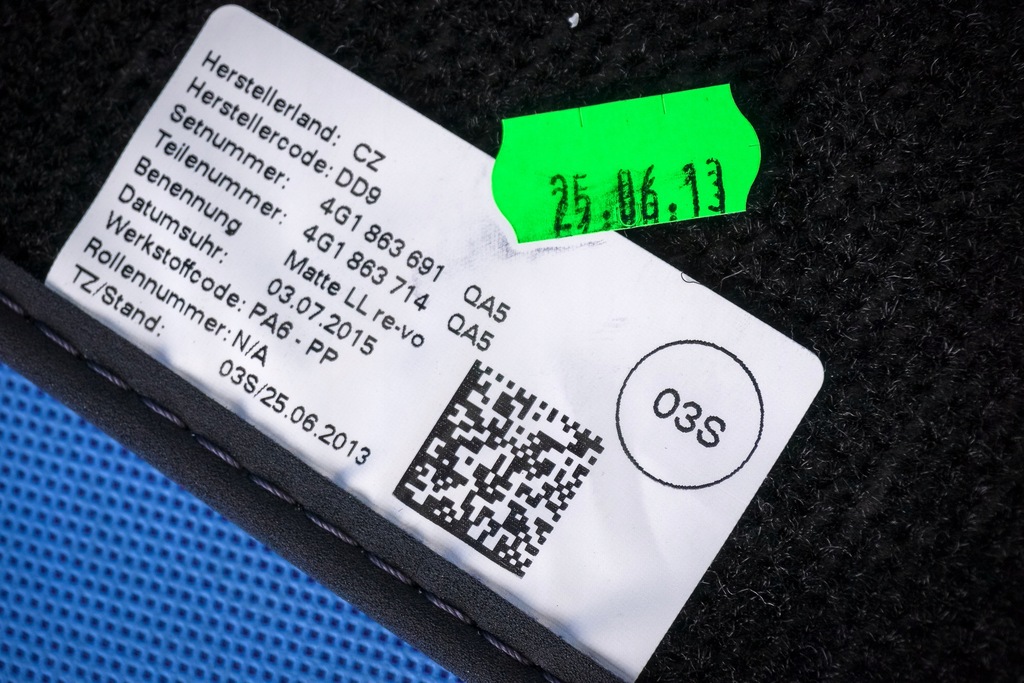 Herstellerland: CZ
Herstellercode: DD9
Setnummer: 4G1 863 691 QA5
Teilenummer: 4G1 863 714 QA5
Benennung Matte LL re-vo
Datumsuhr: 03.07.2015
Werkstoffcode: PA6 - PP
Rollennummer: N/A
TZ/Stand: 03S/25.06.2013
25.06.13
03S